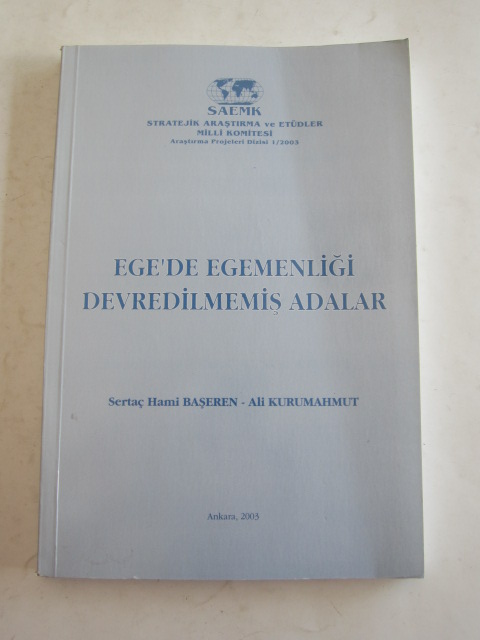 SAEMK
STRATEJİK ARAŞTIRMA ve ETÜDLER
MİLLİ KOMİTESİ
Araştırma Projeleri Dizisi 1/2003
EGE'DE EGEMENLİĞİ
DEVREDİLMEMİŞ ADALAR
Sertaç Hami BAŞEREN - Ali KURUMAHMUT
Ankara, 2003